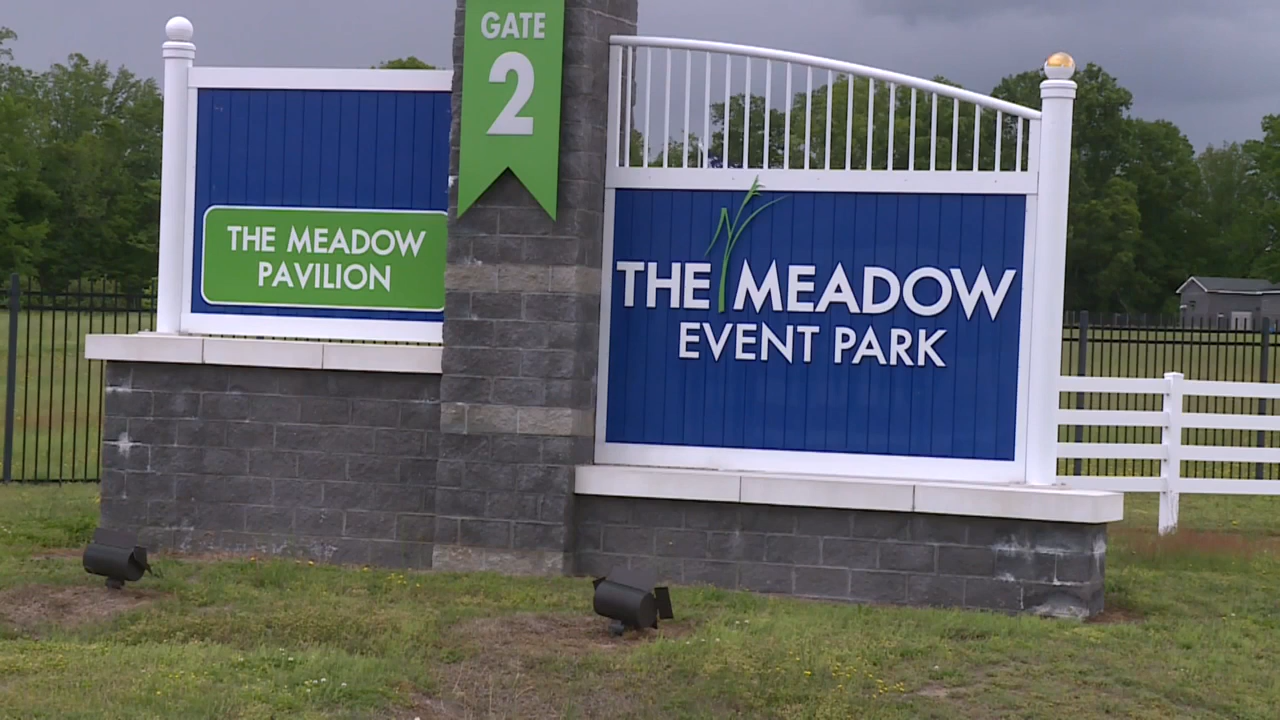 GATE
2
THE MEADOW
PAVILION
THE MEADOW
EVENT PARK